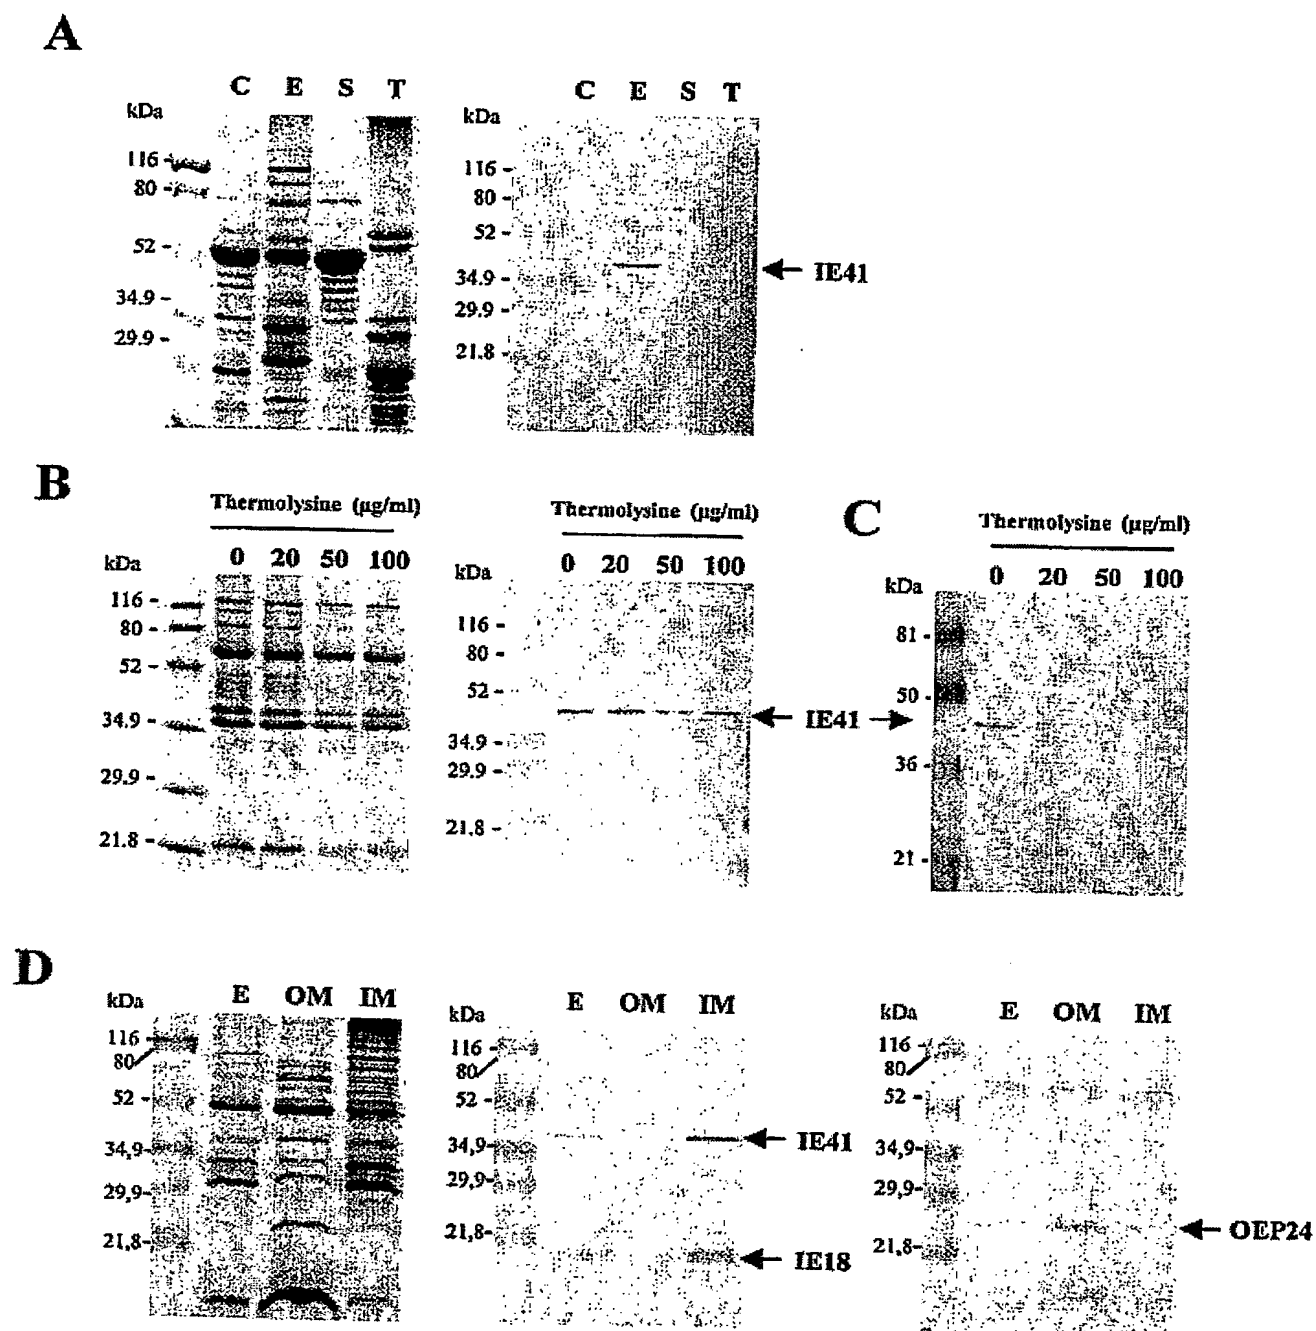 A
C E S T
kDa
116 -
80 -
52 -
34.9 -
29.9 -
C E S T
kDa
116 -
80 -
52 -
34.9 -
29.9 -
21.8 -
IE41
B
Thermolysine (µg/ml)
0 20 50 100
kDa
116 -
80 -
52 -
34.9 -
29.9 -
21.8 -
Thermolysine (µg/ml)
0 20 50 100
kDa
116 -
80 -
52 -
34.9 -
29.9 -
21.8 -
IE41
C
Thermolysine (µg/ml)
0 20 50 100
kDa
81 -
50 -
36 -
21 -
D
E OM IM
kDa
116 -
80
52 -
34,9-
29,9-
21,8-
E OM IM
kDa
116 -
80
52 -
34,9-
29,9-
21,8-
IE41
IE18
E OM IM
kDa
116 -
80
52 -
34,9-
29,9-
21,8-
OEP24